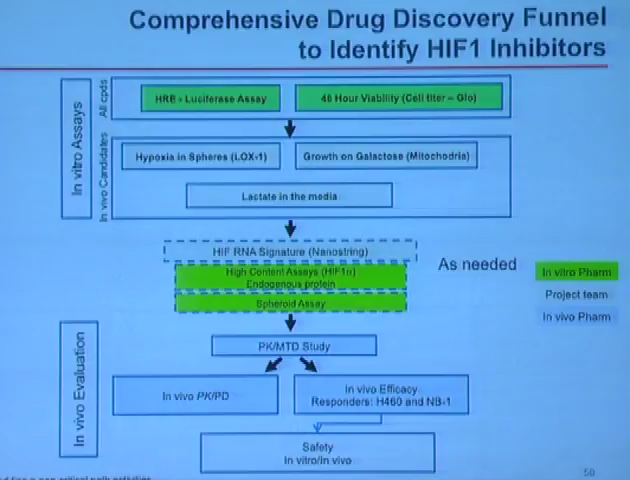 Comprehensive Drug Discovery Funnel
to Identify HIF1 Inhibitors
In vitro Assays
All cpds
HRE - Luciferase Assay
48 Hour Viability (Cell titer – Glo)
In vivo Candidates
Hypoxia in Spheres (LOX-1)
Growth on Galactose (Mitochodria)
Lactate in the media
HIF RNA Signature (Nanostring)
High Content Assays (HIF1α)
Endogenous protein
Spheroid Assay
As needed
In vitro Pharm
Project team
In vivo Pharm
In vivo Evaluation
PK/MTD Study
In vivo PK/PD
In vivo Efficacy
Responders: H460 and NB-1
Safety
In vitro/In vivo
50